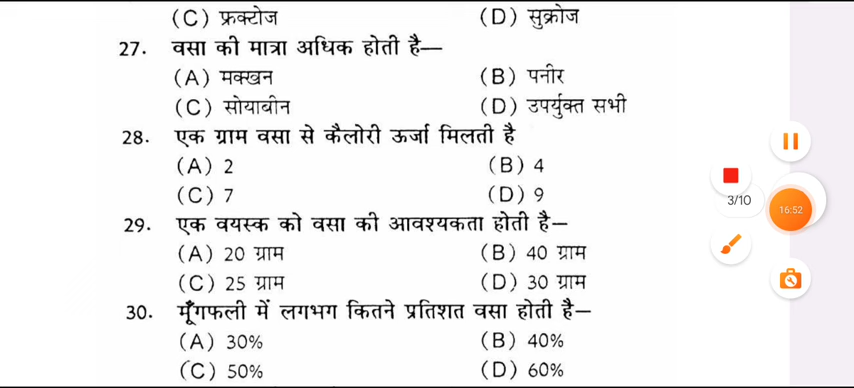 (C) फ्रक्टोज (D) सुक्रोज
27. वसा की मात्रा अधिक होती है—
(A) मक्खन (B) पनीर
(C) सोयाबीन (D) उपर्युक्त सभी
28. एक ग्राम वसा से कैलोरी ऊर्जा मिलती है
(A) 2 (B) 4
(C) 7 (D) 9
29. एक वयस्क को वसा की आवश्यकता होती है—
(A) 20 ग्राम (B) 40 ग्राम
(C) 25 ग्राम (D) 30 ग्राम
30. मूँगफली में लगभग कितने प्रतिशत वसा होती है—
(A) 30% (B) 40%
(C) 50% (D) 60%
3/10
16:52